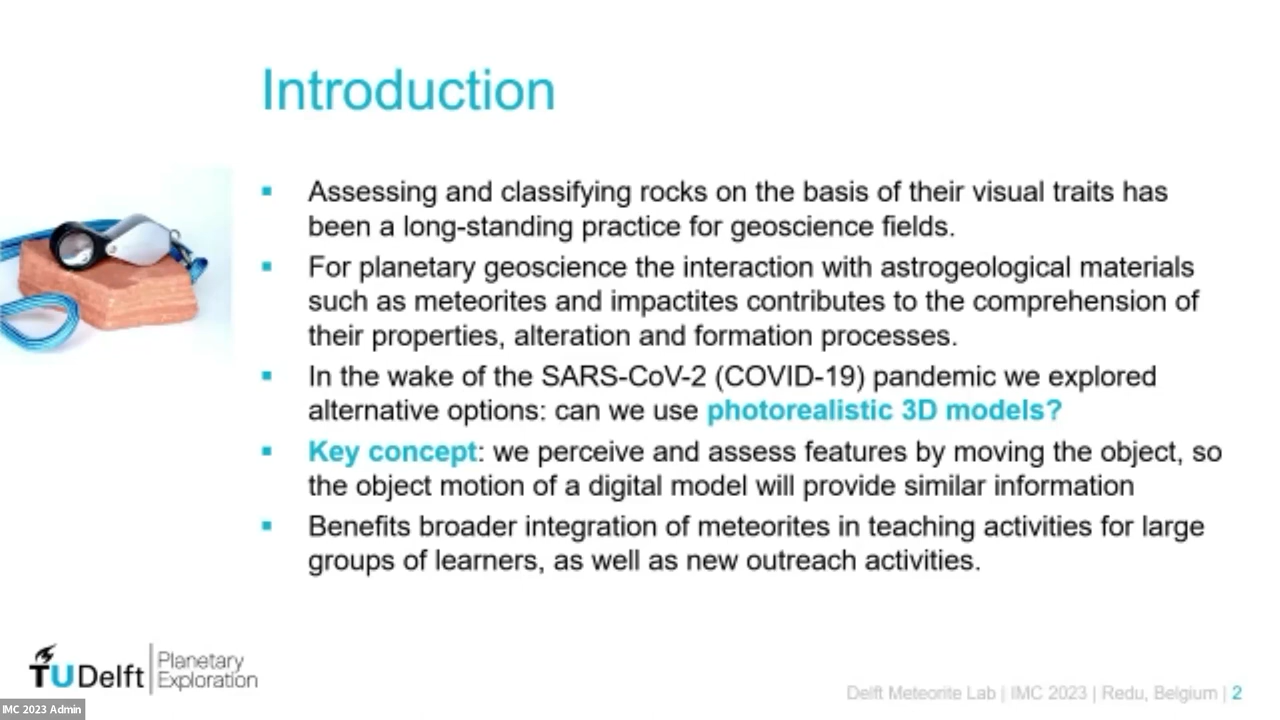 Introduction
Assessing and classifying rocks on the basis of their visual traits has
been a long-standing practice for geoscience fields.
For planetary geoscience the interaction with astrogeological materials
such as meteorites and impactites contributes to the comprehension of
their properties, alteration and formation processes.
In the wake of the SARS-CoV-2 (COVID-19) pandemic we explored
alternative options: can we use photorealistic 3D models?
Key concept: we perceive and assess features by moving the object, so
the object motion of a digital model will provide similar information
Benefits broader integration of meteorites in teaching activities for large
groups of learners, as well as new outreach activities.
TUDelft
Planetary
Exploration
IMC 2023 Admin
Delft Meteorite Lab | IMC 2023 | Redu, Belgium | 2